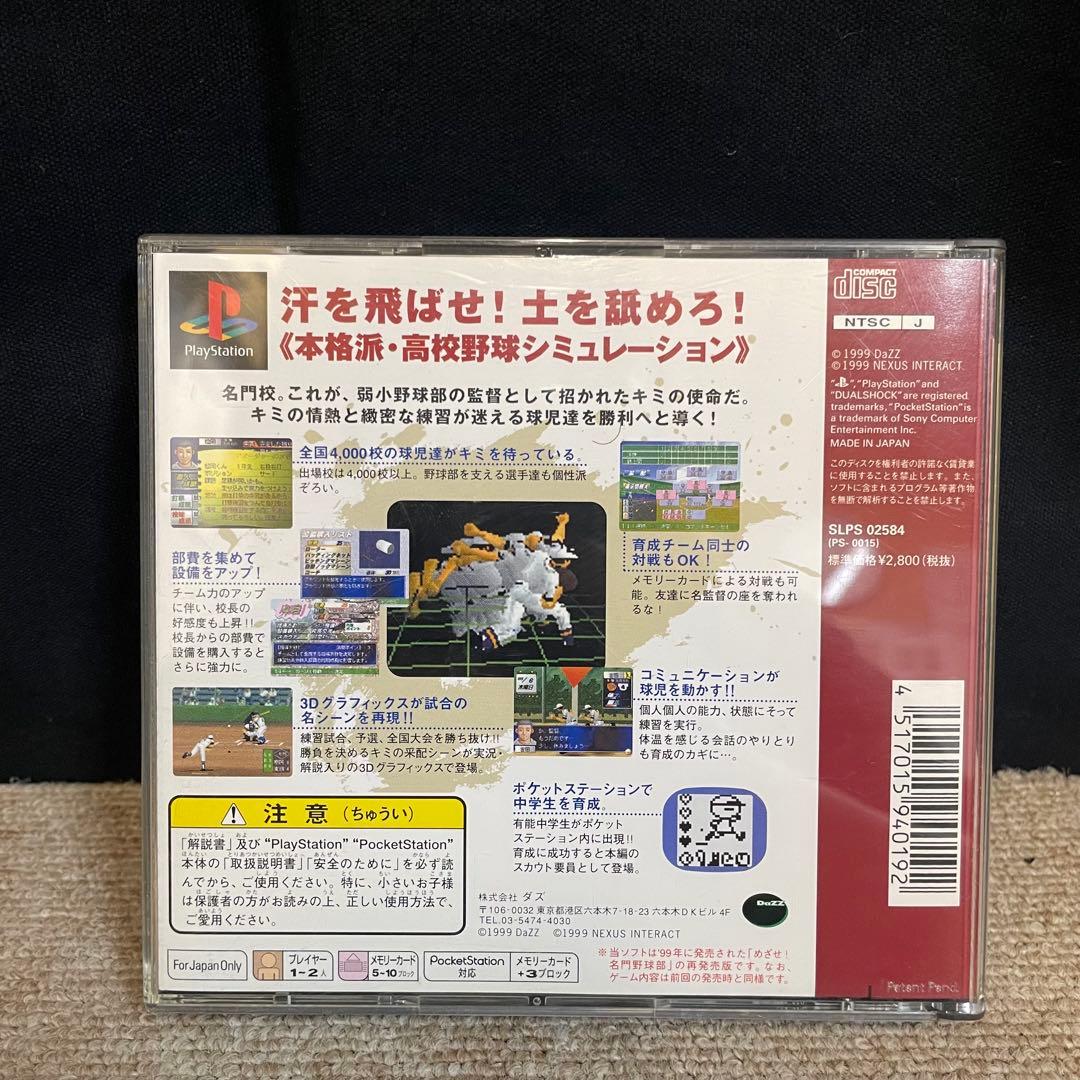 PlayStation
汗を飛ばせ！土を舐めろ！
《本格派・高校野球シミュレーション》
名門校。これが、弱小野球部の監督として招かれたキミの使命だ。
キミの情熱と緻密な練習が迷える球児達を勝利へと導く！
全国4,000校の球児達がキミを待っている。
出場校は4,000校以上。野球部を支える選手達も個性派
ぞろい。
部費を集めて
設備をアップ！
チーム力のアップ
に伴い、校長の
好感度も上昇!!
校長からの部費で
設備を購入すると
さらに強力に。
育成チーム同士の
対戦もOK！
メモリーカードによる対戦も可
能。友達に名監督の座を奪われ
るな！
3Dグラフィックスが試合の
名シーンを再現!!
練習試合、予選、全国大会を勝ち抜け!!
勝負を決めるキミの采配シーンが実況・
解説入りの3Dグラフィックスで登場。
コミュニケーションが
球児を動かす!!
個人個人の能力、状態にそって
練習を実行。
体温を感じる会話のやりとり
も育成のカギに…。
ポケットステーションで
中学生を育成。
有能中学生がポケット
ステーション内に出現!!
育成に成功すると本編の
スカウト要員として登場。
注意（ちゅうい）
「解説書」及び“PlayStation”“PocketStation”
本体の「取扱説明書」「安全のために」を必ず読
んでから、ご使用ください。特に、小さいお子様
は保護者の方がお読みの上、正しい使用方法で、
ご愛用ください。
株式会社 ダズ
〒106-0032 東京都港区六本木7-18-23 六本木DKビル4F
TEL.03-5474-4030
©1999 DaZZ ©1999 NEXUS INTERACT
DaZZ
For Japan Only
プレイヤー
1〜2人
メモリーカード
5〜10ブロック
PocketStation
対応
メモリーカード
+3ブロック
※当ソフトは'99年に発売された「めざせ！
名門野球部」の再発売版です。なお、
ゲーム内容は前回の発売時と同様です。
COMPACT
disc
NTSC J
©1999 DaZZ
©1999 NEXUS INTERACT.
“ ”, “PlayStation” and
“DUALSHOCK” are registered
trademarks, “PocketStation” is
a trademark of Sony Computer
Entertainment Inc.
MADE IN JAPAN
このディスクを権利者の許諾なく賃貸業
に使用することを禁止します。また、
ソフトに含まれるプログラム等著作物
を無断で解析することを禁止します。
SLPS 02584
(PS-0015)
標準価格¥2,800（税抜）
4 517015 940192
Patent Pend.